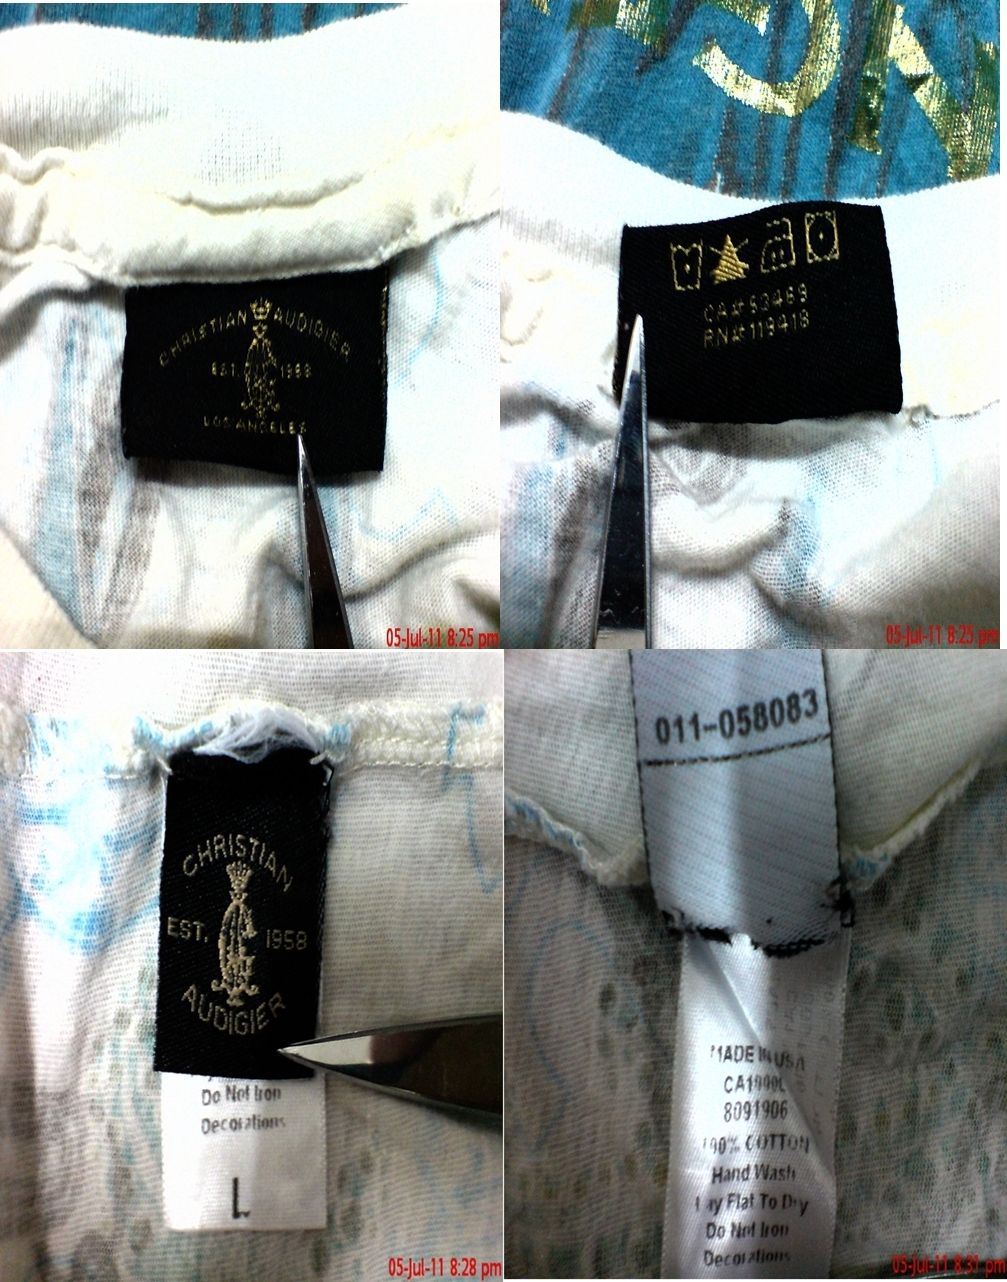 CHRISTIAN AUDIGIER
EST. 1958
LOS ANGELES
05-Jul-11 8:25 pm
CA# 53469
RN# 119418
05-Jul-11 8:25 pm
CHRISTIAN
EST. 1958
AUDIGIER
Do Not Iron
Decorations
L
05-Jul-11 8:28 pm
011-058083
MADE IN USA
CA1900L
8091906
100% COTTON
Hand Wash
Lay Flat To Dry
Do Not Iron
Decorations
05-Jul-11 8:31 pm